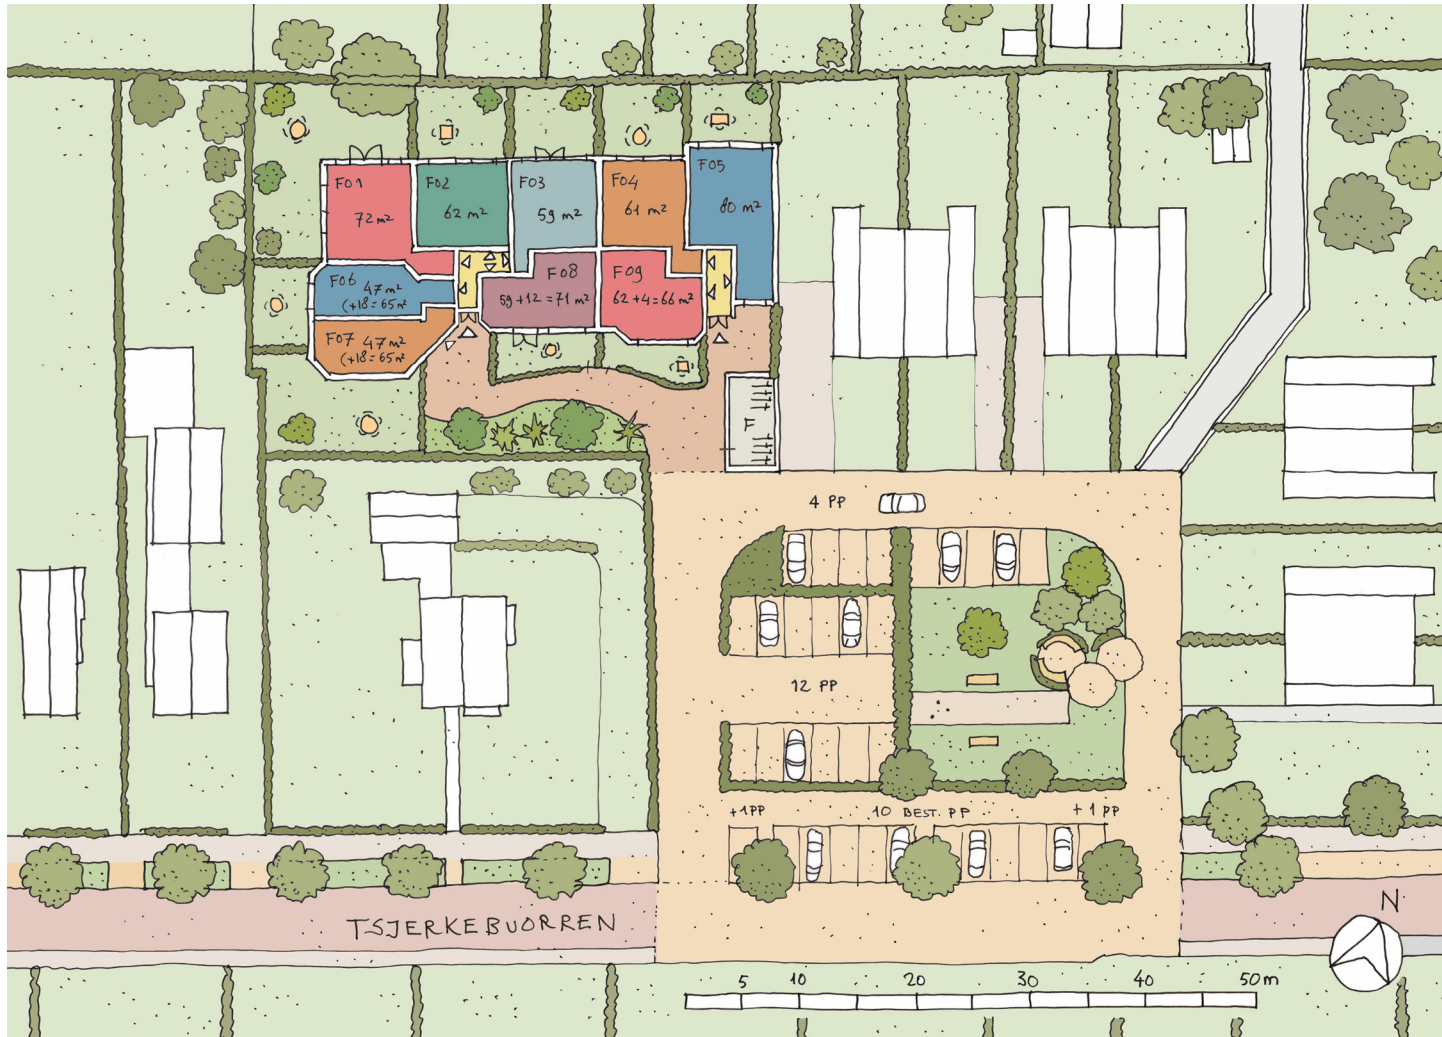 F01
72 m²
F02
62 m²
F03
59 m²
F04
61 m²
F05
80 m²
F06
47 m²
(+18 = 65 m²
F07
47 m²
(+18 = 65 m²
F08
59 + 12 = 71 m²
F09
62 + 4 = 66 m²
F
4 PP
12 PP
+1 PP
10 BEST. PP
+ 1 PP
TSJERKEBUORREN
N
5 10 20 30 40 50 m